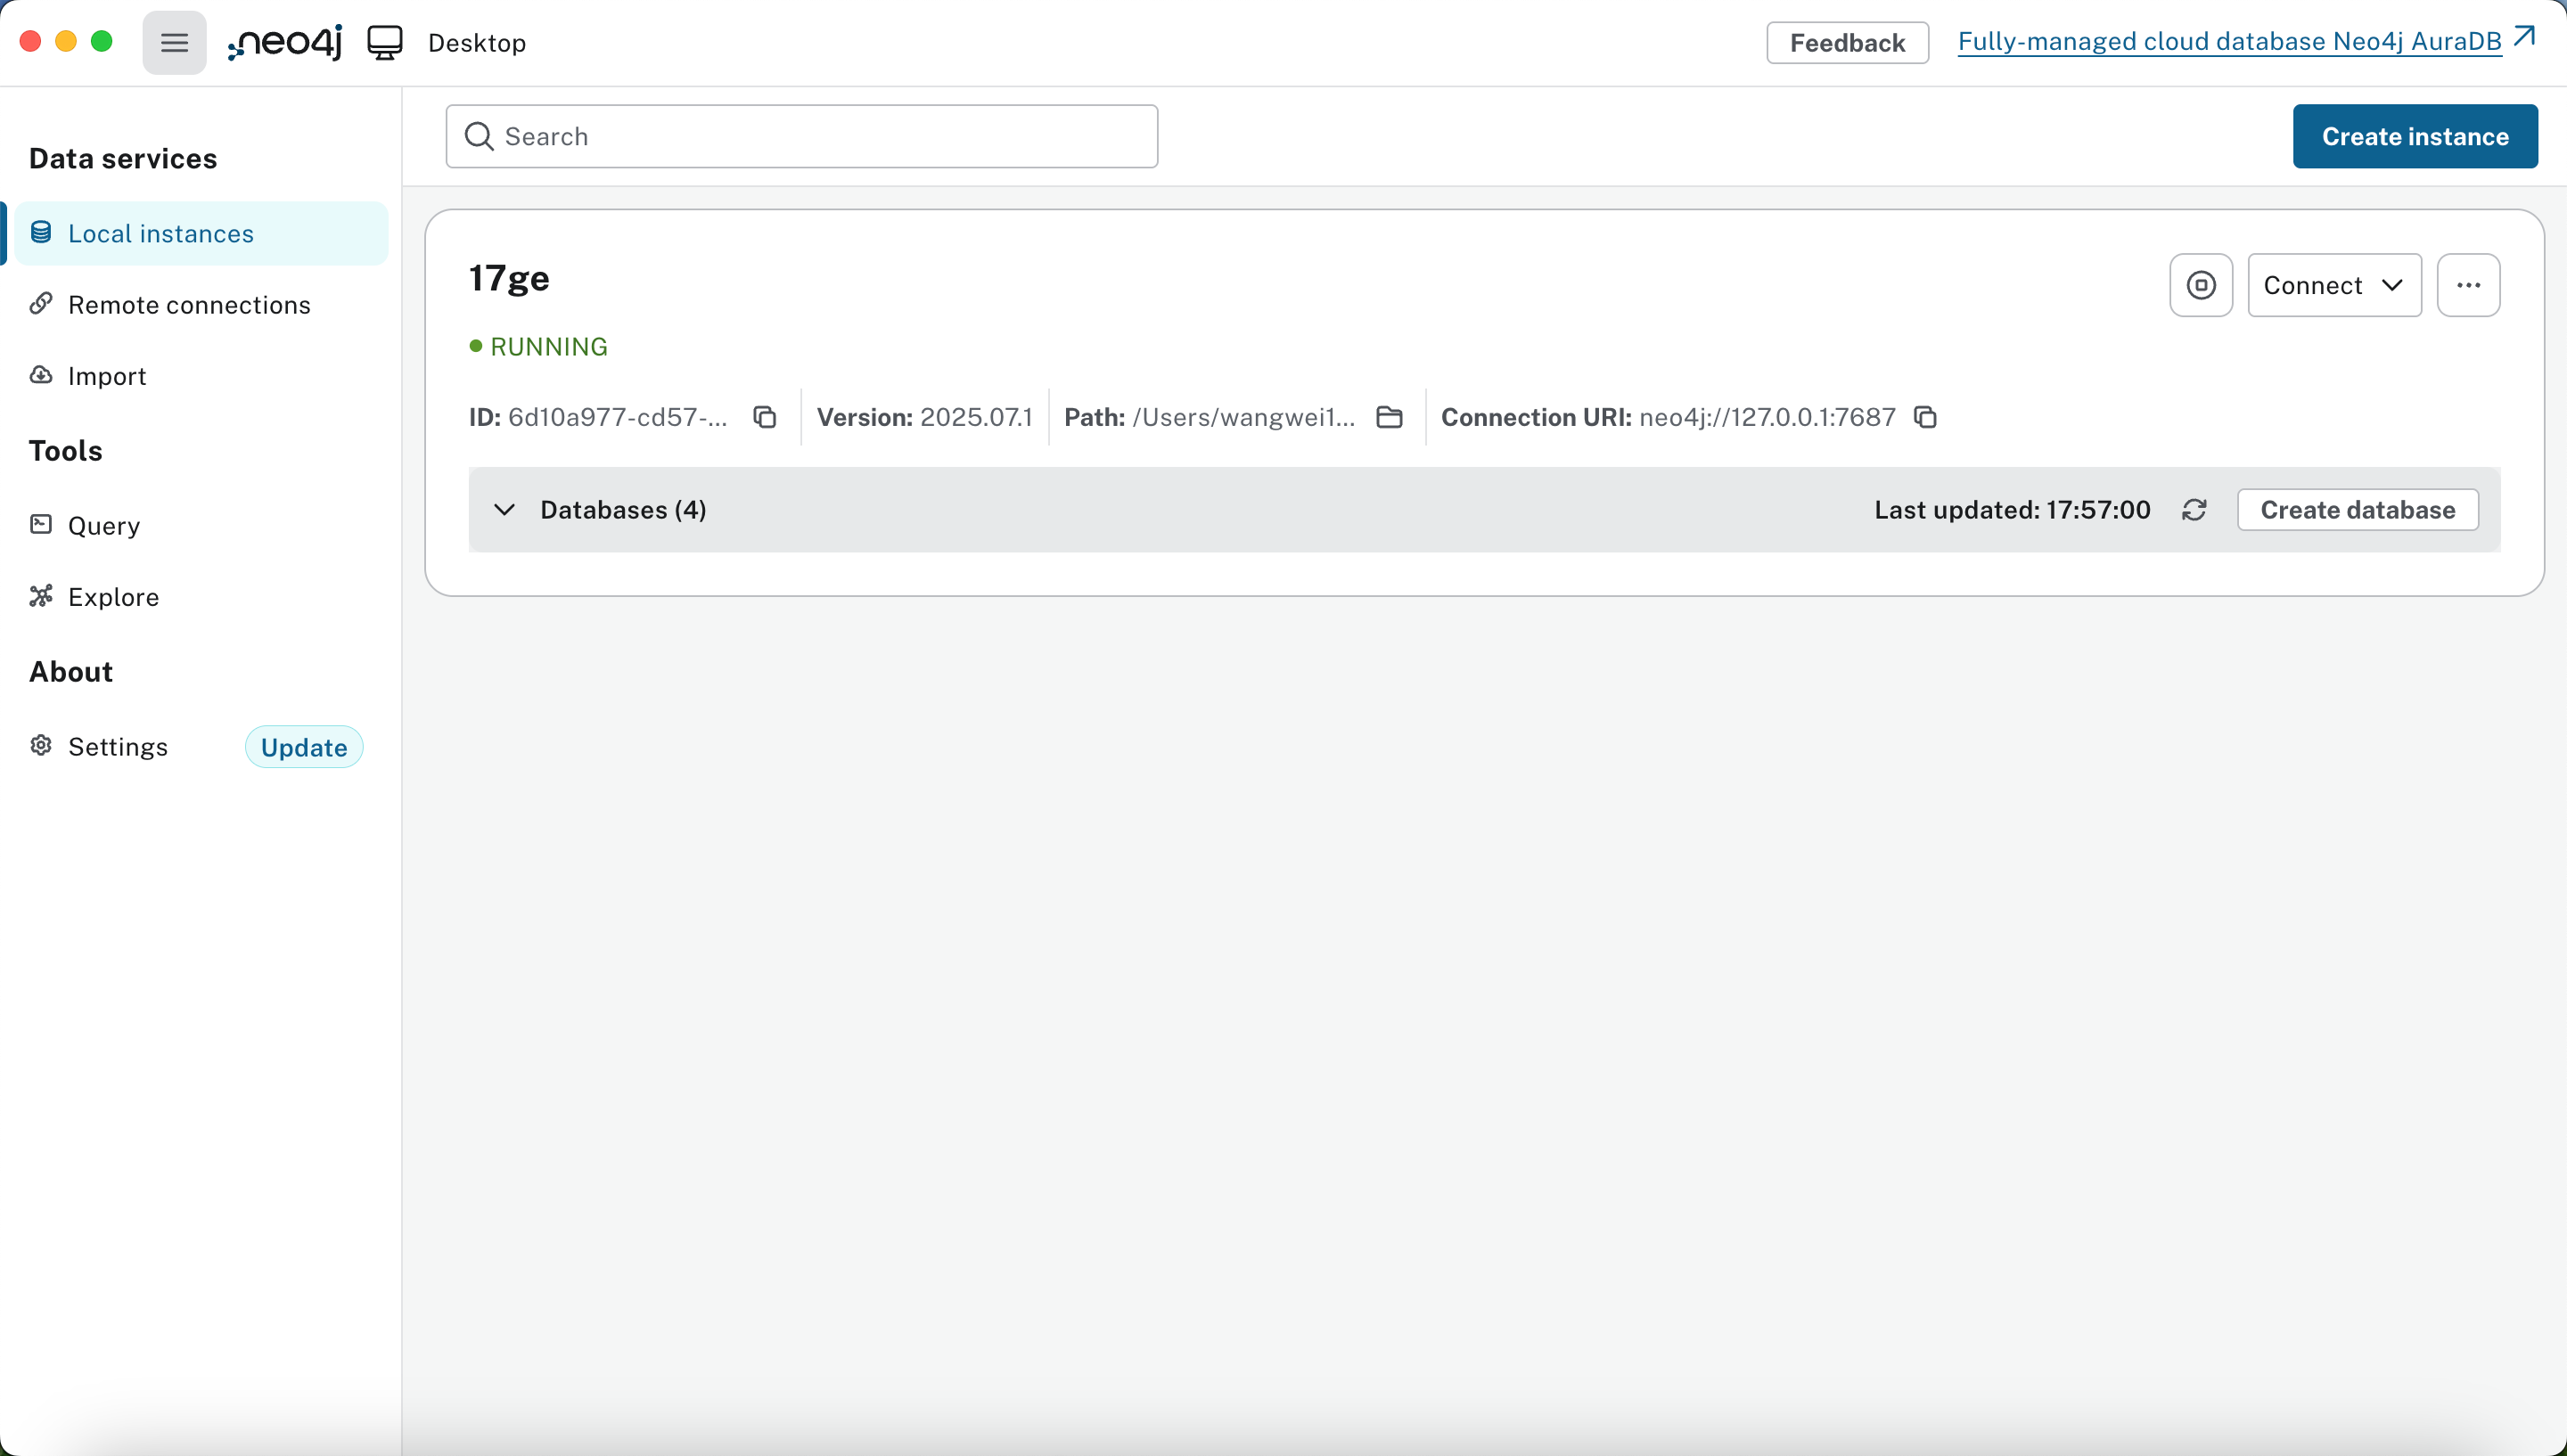 neo4j Desktop Feedback Fully-managed cloud database Neo4j AuraDB
Data services
Local instances
Remote connections
Import
Tools
Query
Explore
About
Settings Update
Search Create instance
17ge Connect
RUNNING
ID: 6d10a977-cd57-... Version: 2025.07.1 Path: /Users/wangwei1... Connection URI: neo4j://127.0.0.1:7687
Databases (4) Last updated: 17:57:00 Create database